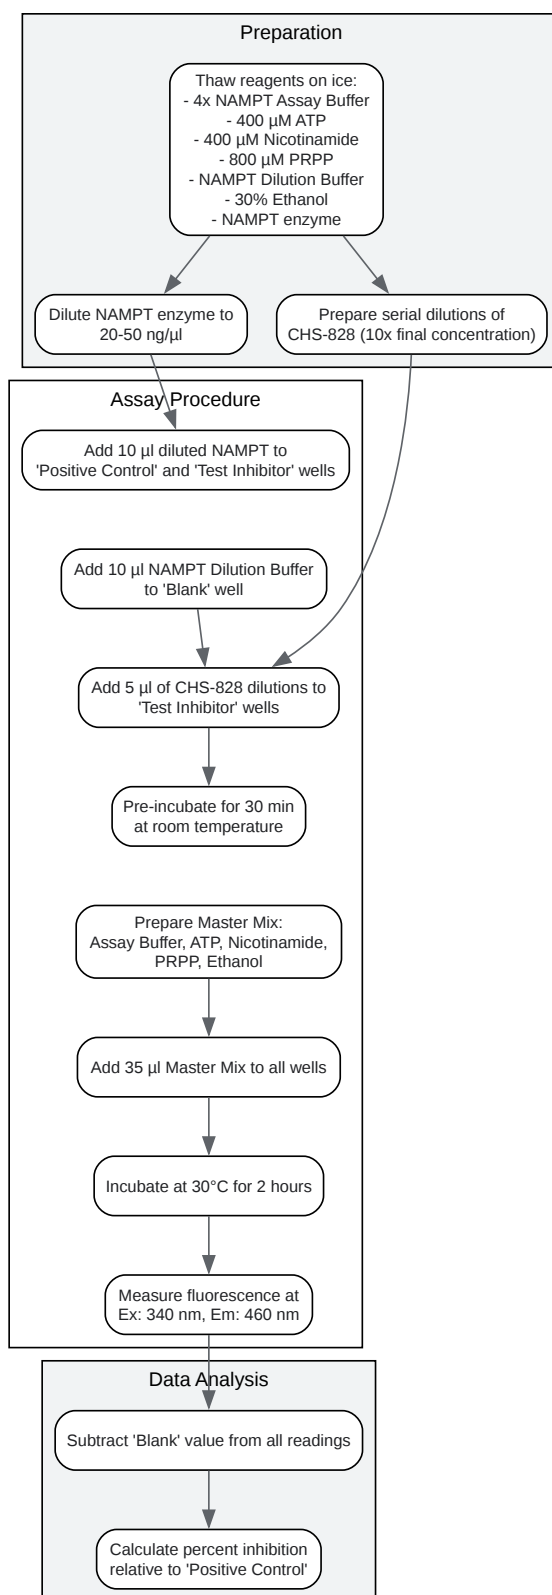 Preparation
Thaw reagents on ice:
- 4x NAMPT Assay Buffer
- 400 µM ATP
- 400 µM Nicotinamide
- 800 µM PRPP
- NAMPT Dilution Buffer
- 30% Ethanol
- NAMPT enzyme
Dilute NAMPT enzyme to
20-50 ng/µl
Prepare serial dilutions of
CHS-828 (10x final concentration)
Assay Procedure
Add 10 µl diluted NAMPT to
'Positive Control' and 'Test Inhibitor' wells
Add 10 µl NAMPT Dilution Buffer
to 'Blank' well
Add 5 µl of CHS-828 dilutions to
'Test Inhibitor' wells
Pre-incubate for 30 min
at room temperature
Prepare Master Mix:
Assay Buffer, ATP, Nicotinamide,
PRPP, Ethanol
Add 35 µl Master Mix to all wells
Incubate at 30°C for 2 hours
Measure fluorescence at
Ex: 340 nm, Em: 460 nm
Data Analysis
Subtract 'Blank' value from all readings
Calculate percent inhibition
relative to 'Positive Control'